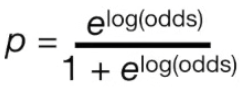 p = e^log(odds) / 1 + e^log(odds)